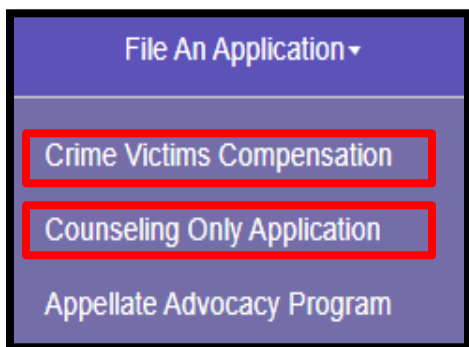 File An Application
Crime Victims Compensation
Counseling Only Application
Appellate Advocacy Program